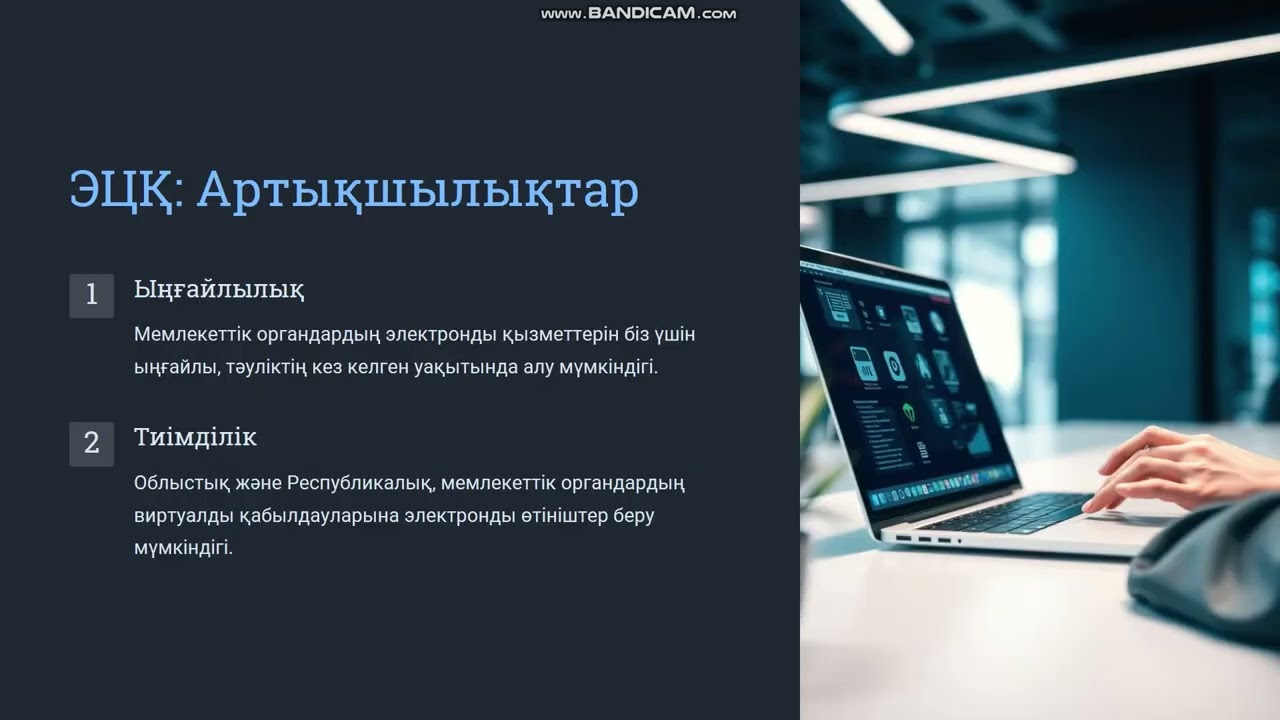 www.BANDICAM.com
ЭЦҚ: Артықшылықтар
1
Ыңғайлылық
Мемлекеттік органдардың электронды қызметтерін біз үшін
ыңғайлы, тәуліктің кез келген уақытында алу мүмкіндігі.
2
Тиімділік
Облыстық және Республикалық, мемлекеттік органдардың
виртуалды қабылдауларына электронды өтініштер беру
мүмкіндігі.